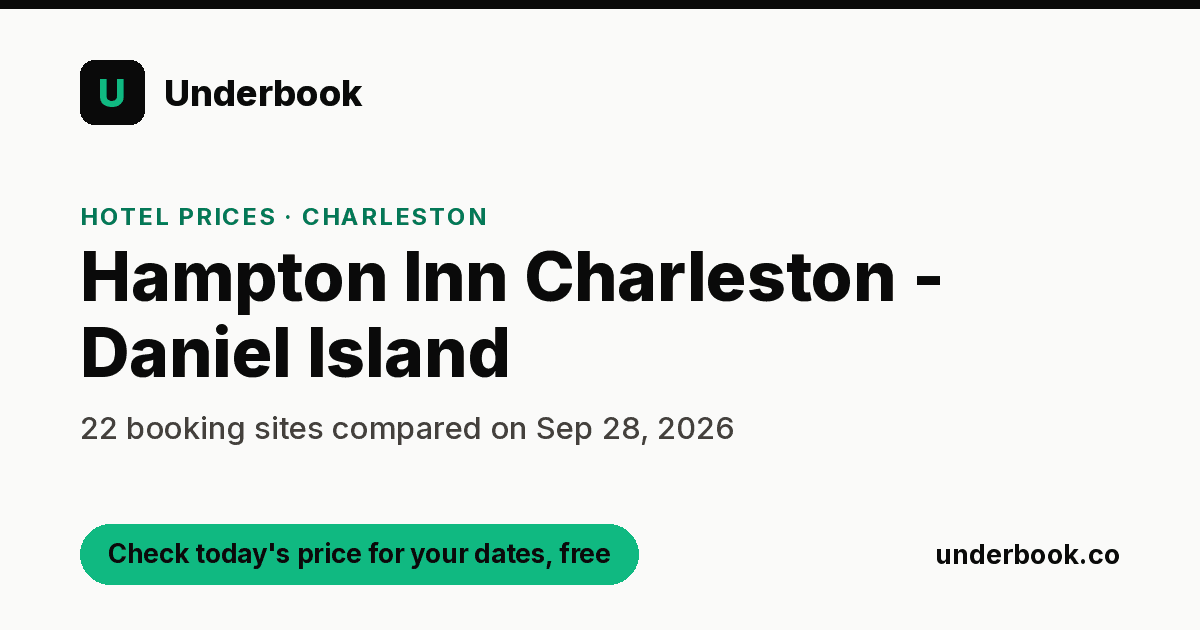 U Underbook
HOTEL PRICES · CHARLESTON
Hampton Inn Charleston -
Daniel Island
22 booking sites compared on Sep 28, 2026
Check today's price for your dates, free
underbook.co